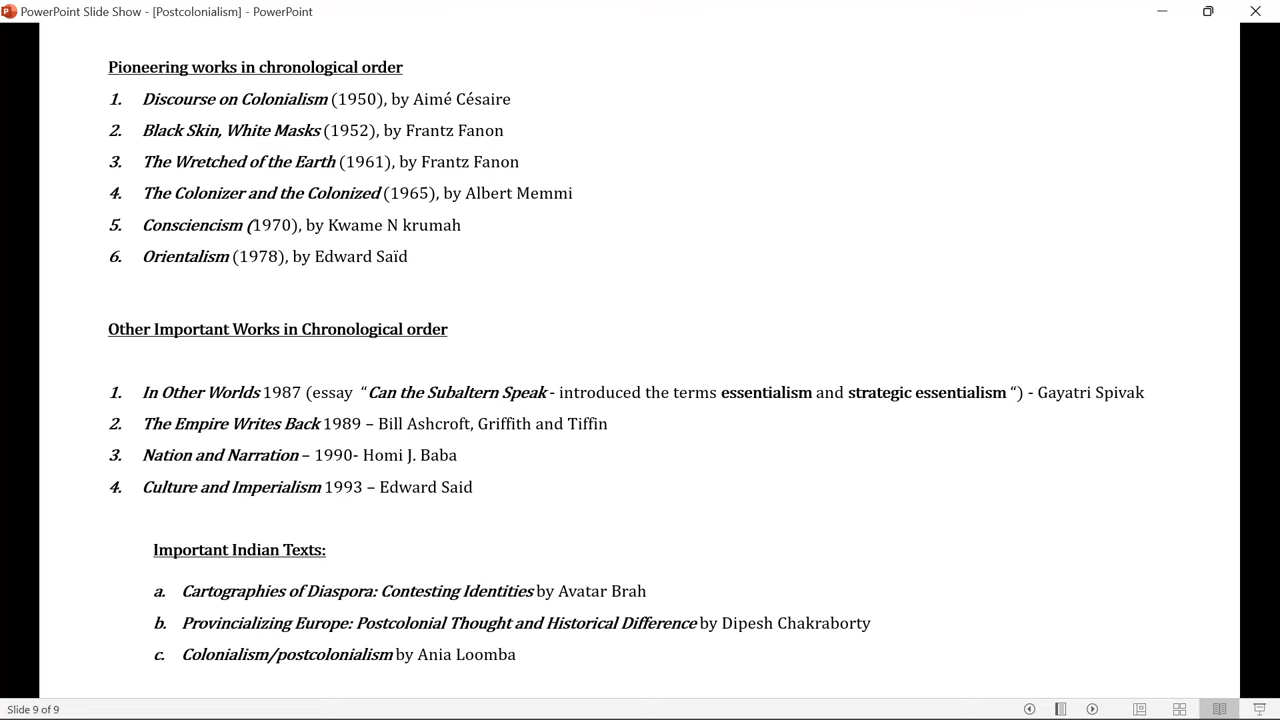 PowerPoint Slide Show - [Postcolonialism] - PowerPoint
Pioneering works in chronological order
1. Discourse on Colonialism (1950), by Aimé Césaire
2. Black Skin, White Masks (1952), by Frantz Fanon
3. The Wretched of the Earth (1961), by Frantz Fanon
4. The Colonizer and the Colonized (1965), by Albert Memmi
5. Consciencism (1970), by Kwame N krumah
6. Orientalism (1978), by Edward Saïd
Other Important Works in Chronological order
1. In Other Worlds 1987 (essay “Can the Subaltern Speak - introduced the terms essentialism and strategic essentialism “) - Gayatri Spivak
2. The Empire Writes Back 1989 – Bill Ashcroft, Griffith and Tiffin
3. Nation and Narration – 1990- Homi J. Baba
4. Culture and Imperialism 1993 – Edward Said
Important Indian Texts:
a. Cartographies of Diaspora: Contesting Identities by Avatar Brah
b. Provincializing Europe: Postcolonial Thought and Historical Difference by Dipesh Chakraborty
c. Colonialism/postcolonialism by Ania Loomba
Slide 9 of 9